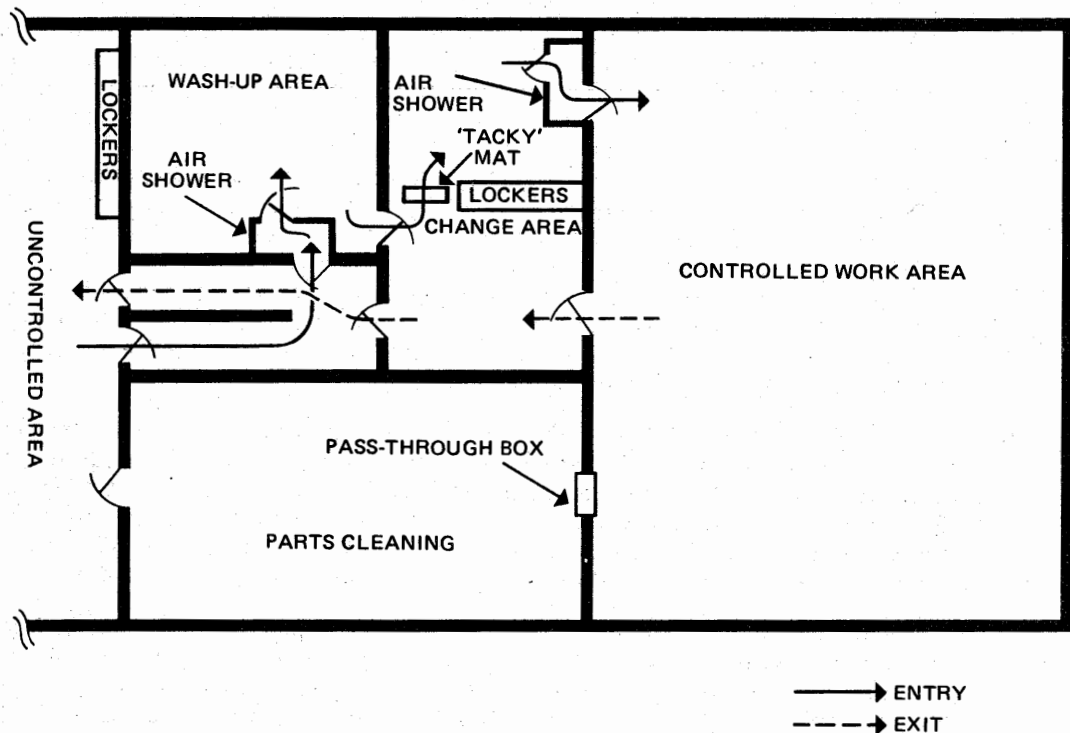 LOCKERS
WASH-UP AREA
AIR
SHOWER
'TACKY'
MAT
AIR
SHOWER
LOCKERS
CHANGE AREA
UNCONTROLLED AREA
CONTROLLED WORK AREA
PASS-THROUGH BOX
PARTS CLEANING
ENTRY
EXIT